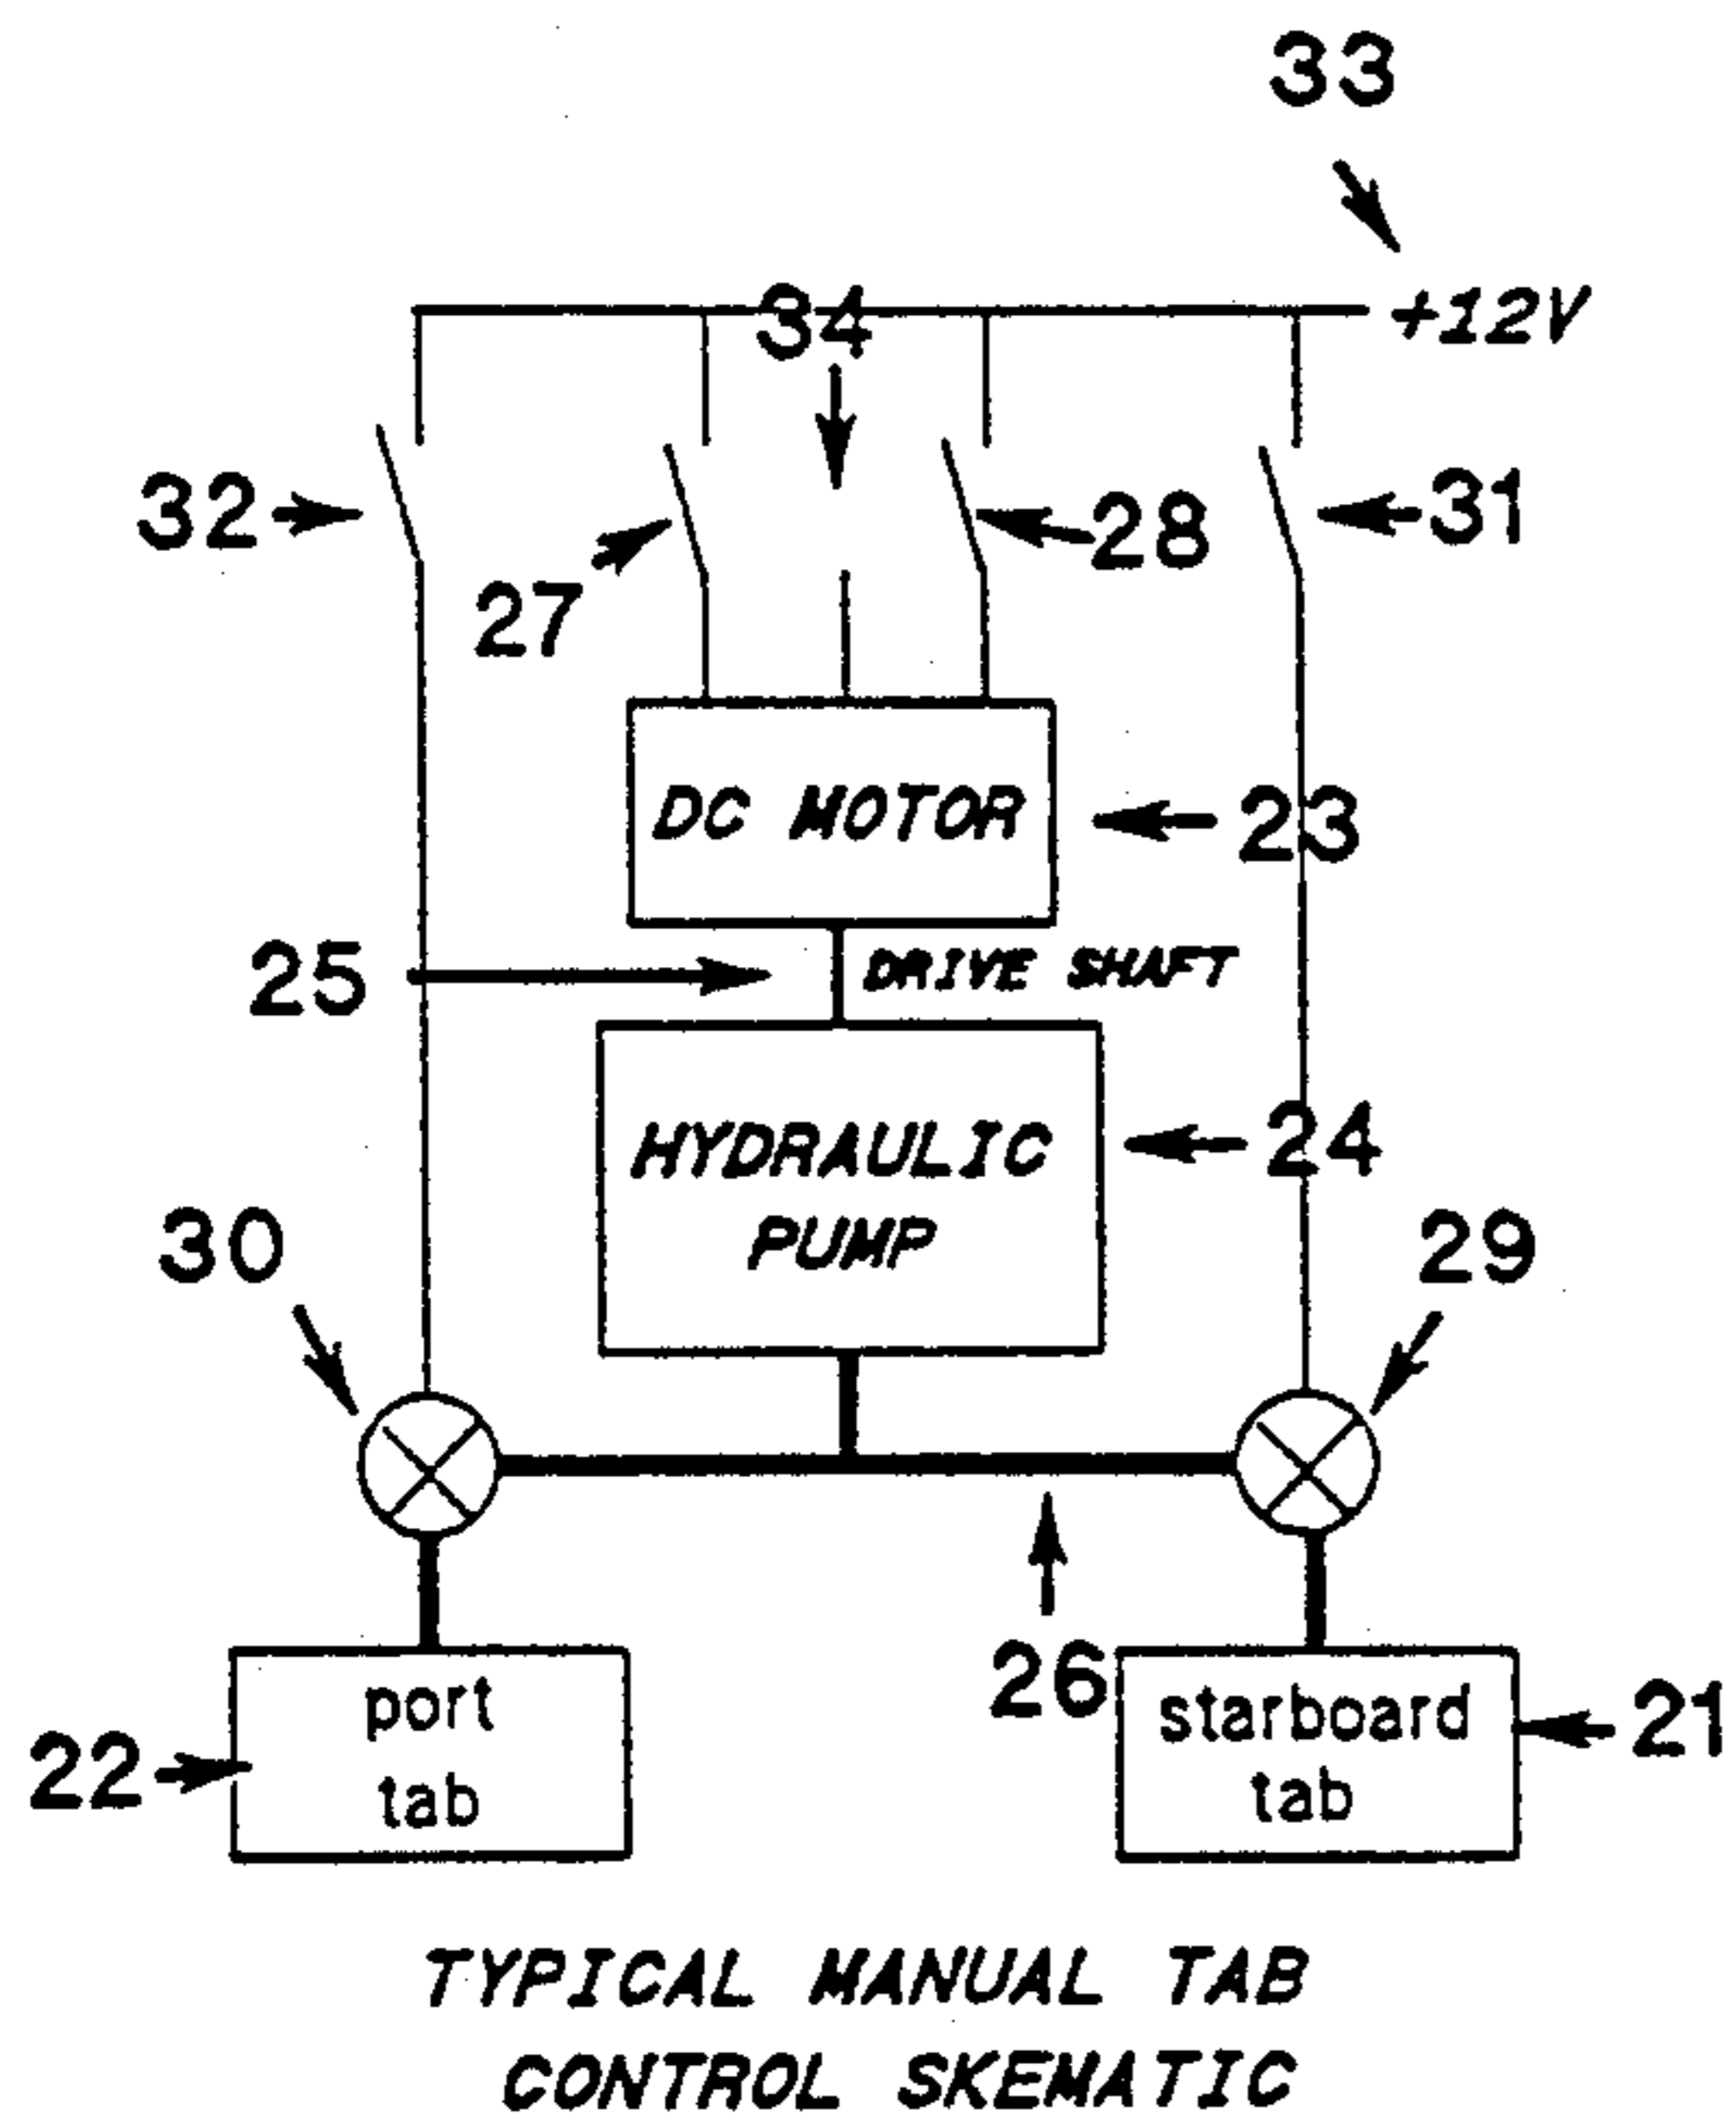 33
34
+12V
32
27
28
31
DC MOTOR
23
25
DRIVE SHAFT
HYDRAULIC
PUMP
24
30
29
26
port
tab
22
starboard
tab
21
TYPICAL MANUAL TAB
CONTROL SKEMATIC